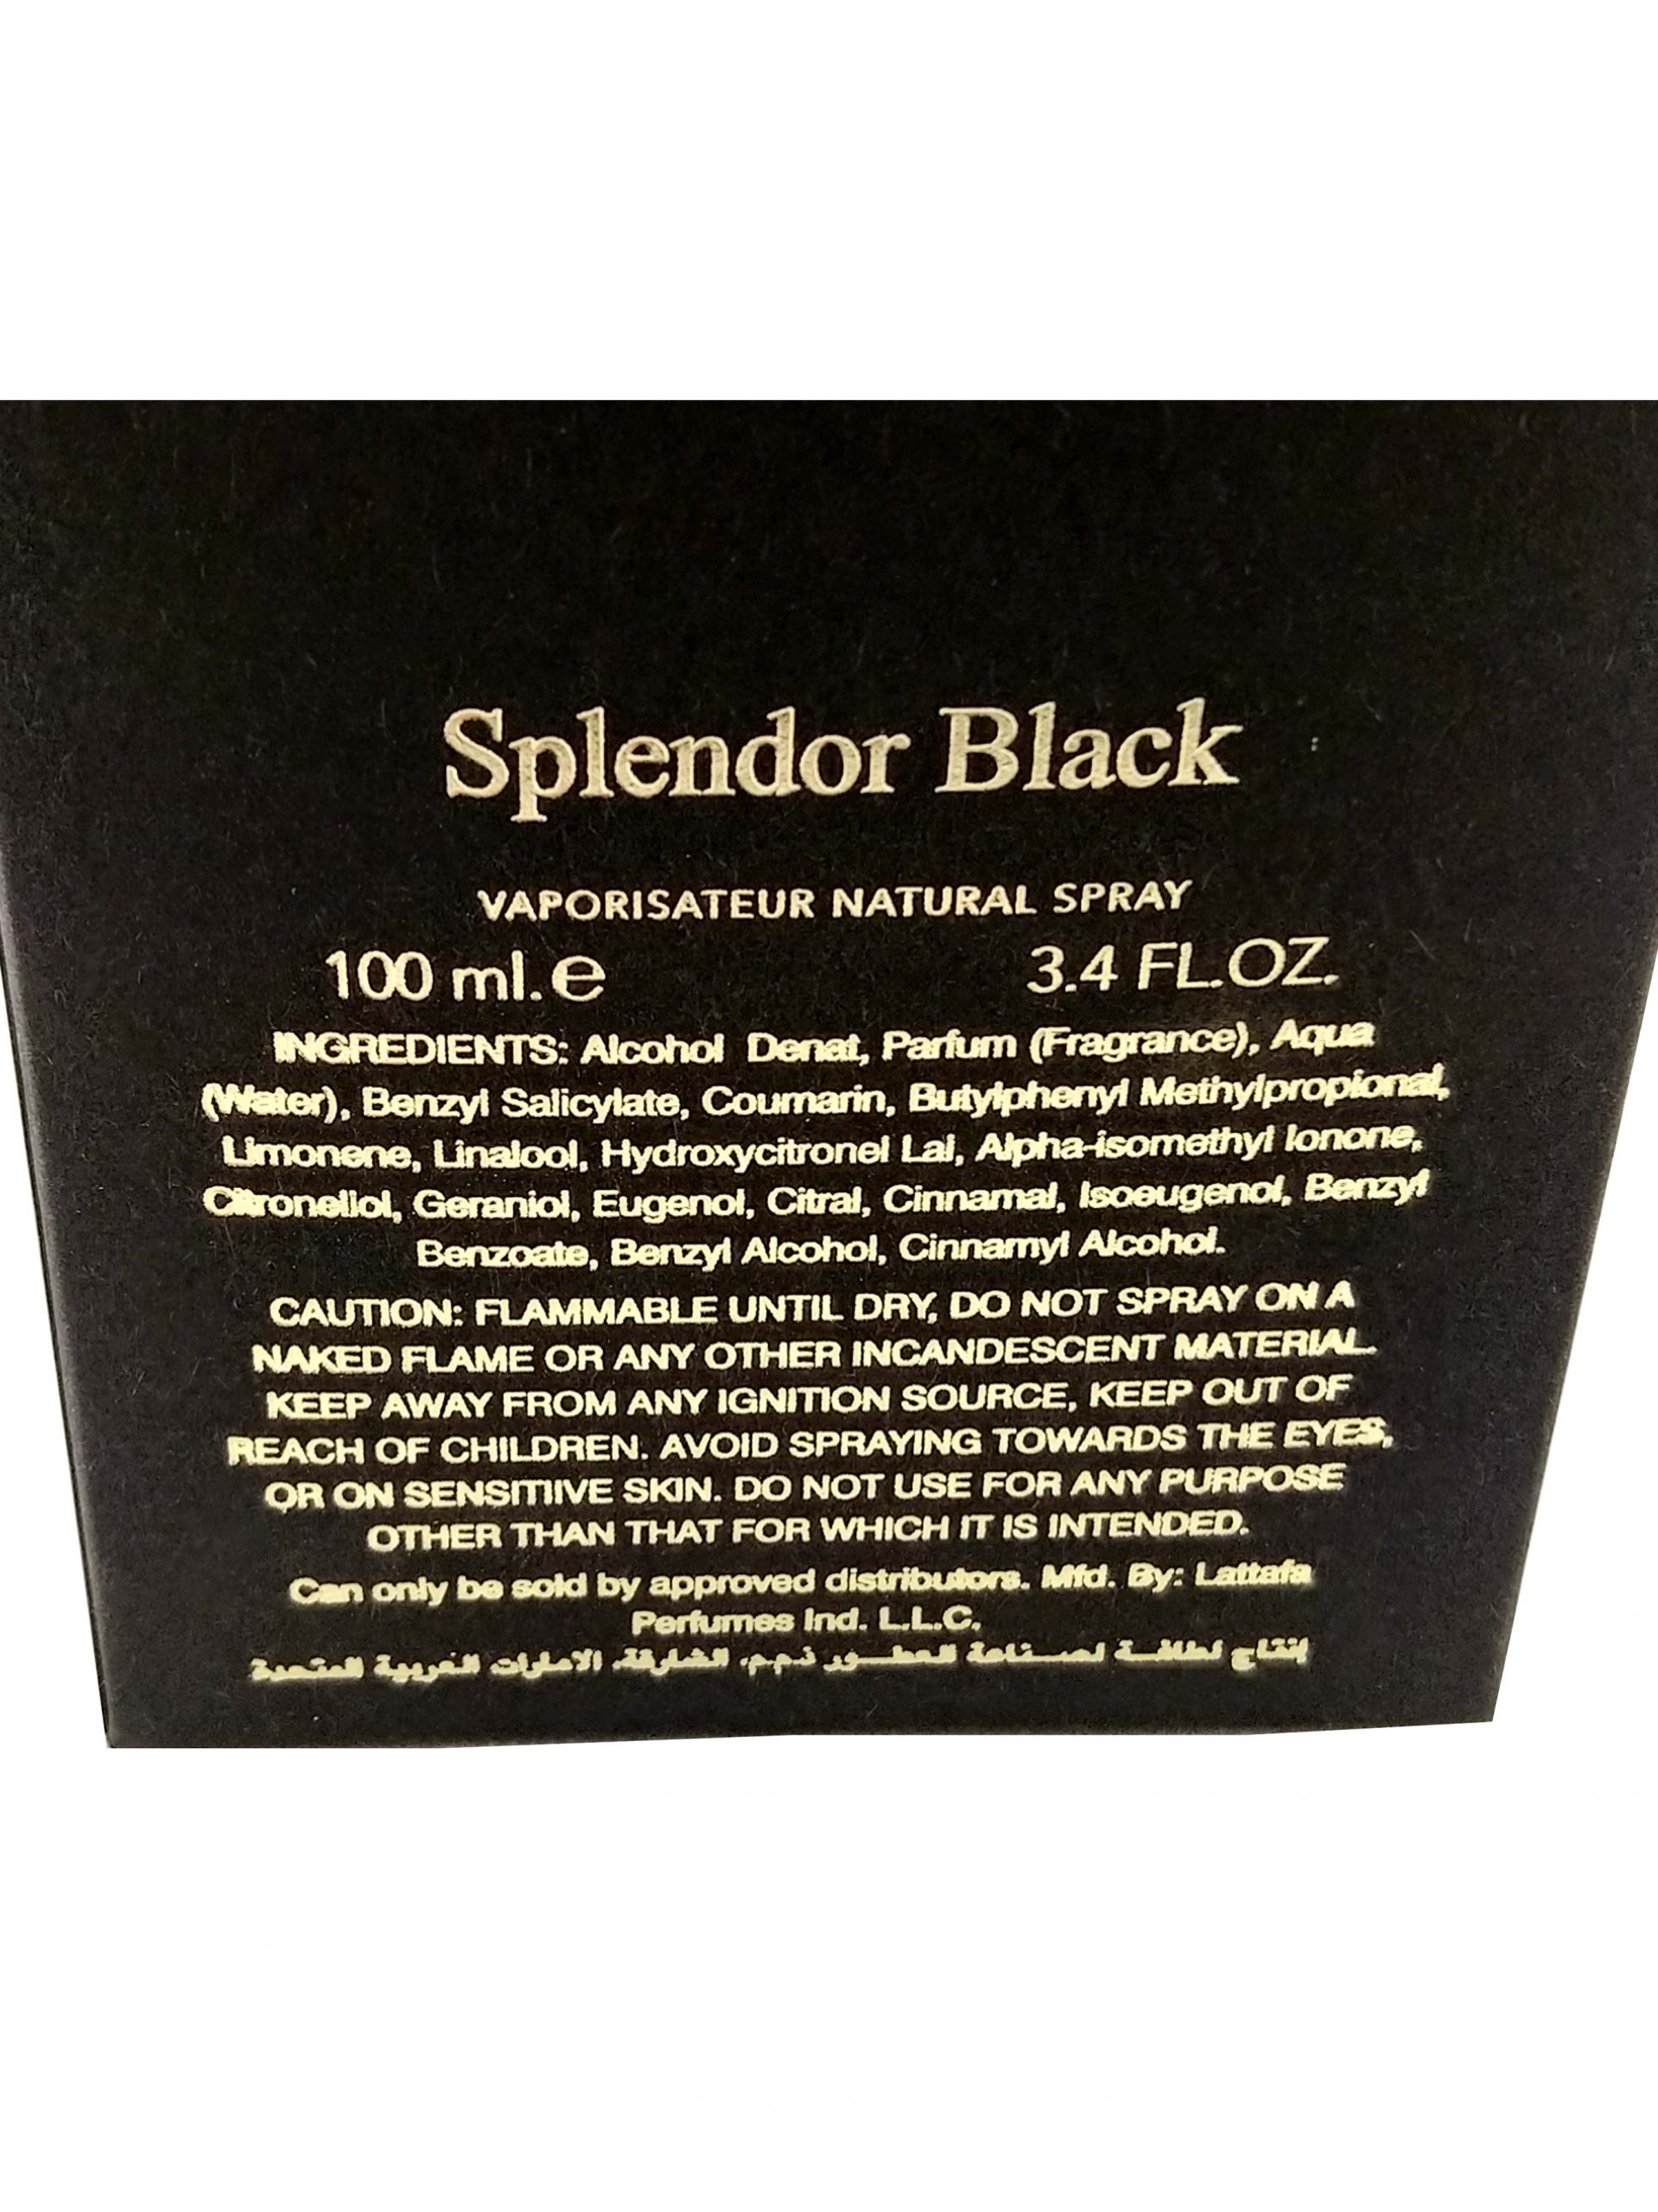 Splendor Black
VAPORISATEUR NATURAL SPRAY
100 ml.e 3.4 FL.OZ.
INGREDIENTS: Alcohol Denat, Parfum (Fragrance), Aqua
(Water), Benzyl Salicylate, Coumarin, Butylphenyl Methylpropional,
Limonene, Linalool, Hydroxycitronel Lal, Alpha-isomethyl Ionone,
Citronellol, Geraniol, Eugenol, Citral, Cinnamal, Isoeugenol, Benzyl
Benzoate, Benzyl Alcohol, Cinnamyl Alcohol.
CAUTION: FLAMMABLE UNTIL DRY, DO NOT SPRAY ON A
NAKED FLAME OR ANY OTHER INCANDESCENT MATERIAL.
KEEP AWAY FROM ANY IGNITION SOURCE, KEEP OUT OF
REACH OF CHILDREN. AVOID SPRAYING TOWARDS THE EYES,
OR ON SENSITIIVE SKIN. DO NOT USE FOR ANY PURPOSE
OTHER THAN THAT FOR WHICH IT IS INTENDED.
Can only be sold by approved distributors. Mfd. By: Lattafa
Perfumes Ind. L.L.C.
إنتاج لطافة لصناعة العطور ذ.م.م. الشارقة، الامارات العربية المتحدة